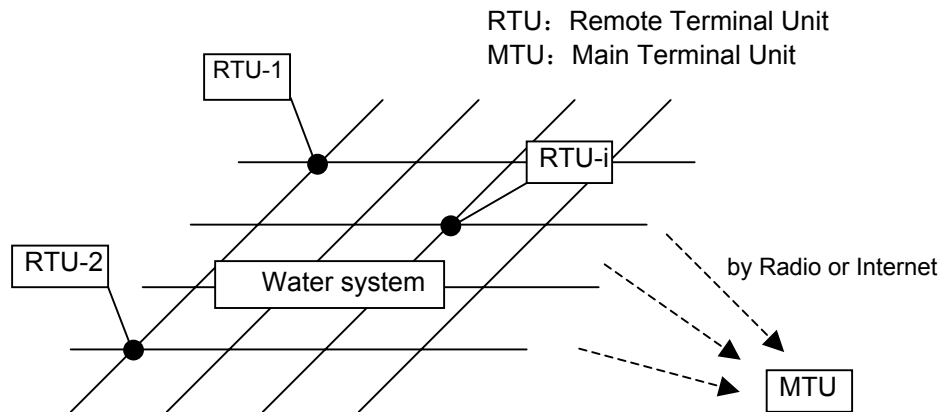 RTU：Remote Terminal Unit
MTU：Main Terminal Unit
RTU-1
RTU-i
RTU-2
Water system
by Radio or Internet
MTU